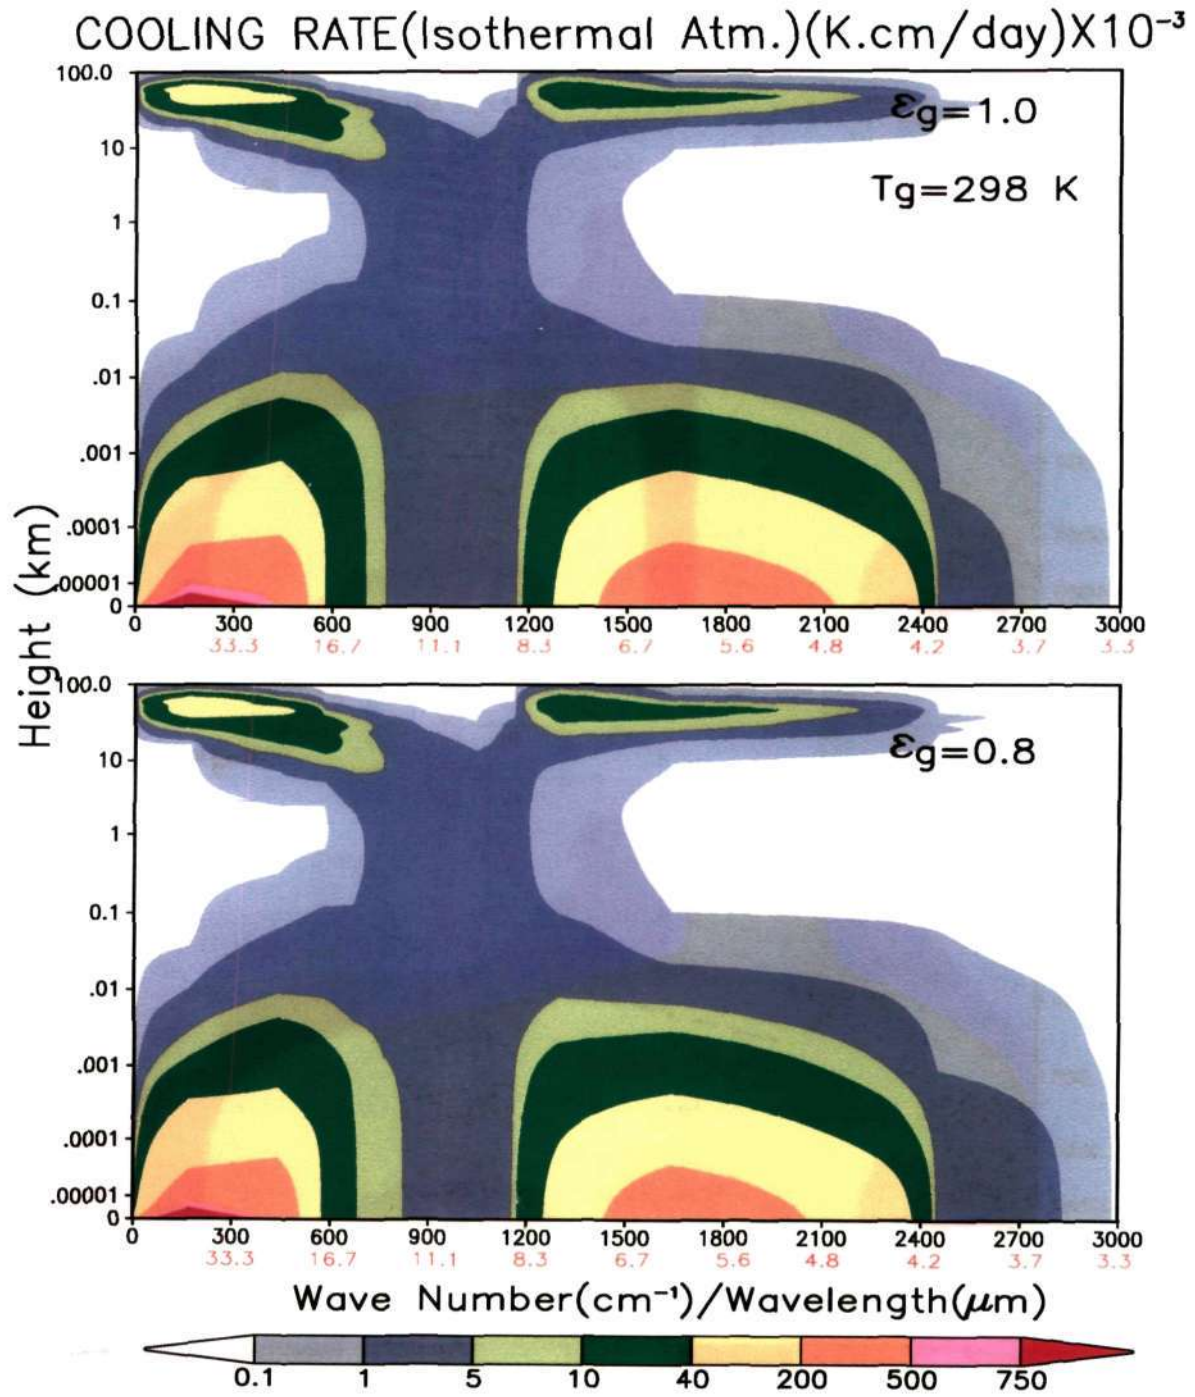 COOLING RATE(Isothermal Atm.)(K.cm/day)X10⁻³
100.0
10
1
0.1
.01
.001
.0001
.00001
0
εg=1.0
Tg=298 K
0 300 600 900 1200 1500 1800 2100 2400 2700 3000
33.3 16.7 11.1 8.3 6.7 5.6 4.8 4.2 3.7 3.3
Height (km)
100.0
10
1
0.1
.01
.001
.0001
.00001
0
εg=0.8
0 300 600 900 1200 1500 1800 2100 2400 2700 3000
33.3 16.7 11.1 8.3 6.7 5.6 4.8 4.2 3.7 3.3
Wave Number(cm⁻¹)/Wavelength(μm)
0.1 1 5 10 40 200 500 750